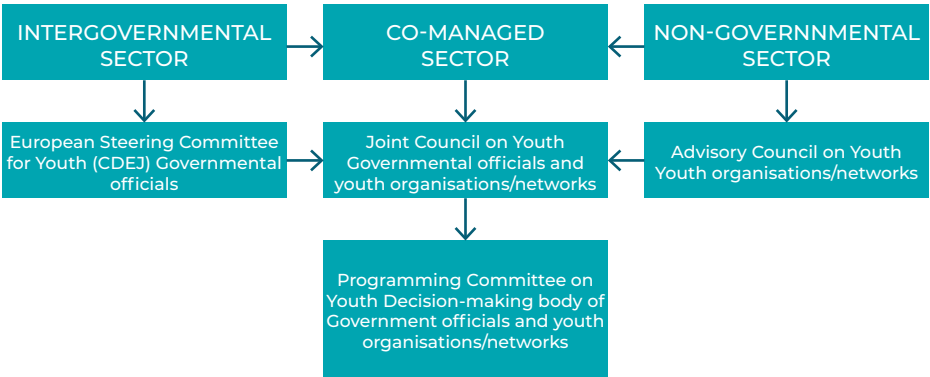 INTERGOVERNMENTAL
SECTOR
CO-MANAGED
SECTOR
NON-GOVERNNMENTAL
SECTOR
European Steering Committee
for Youth (CDEJ) Governmental
officials
Joint Council on Youth
Governmental officials and
youth organisations/networks
Advisory Council on Youth
Youth organisations/networks
Programming Committee on
Youth Decision-making body of
Government officials and youth
organisations/networks